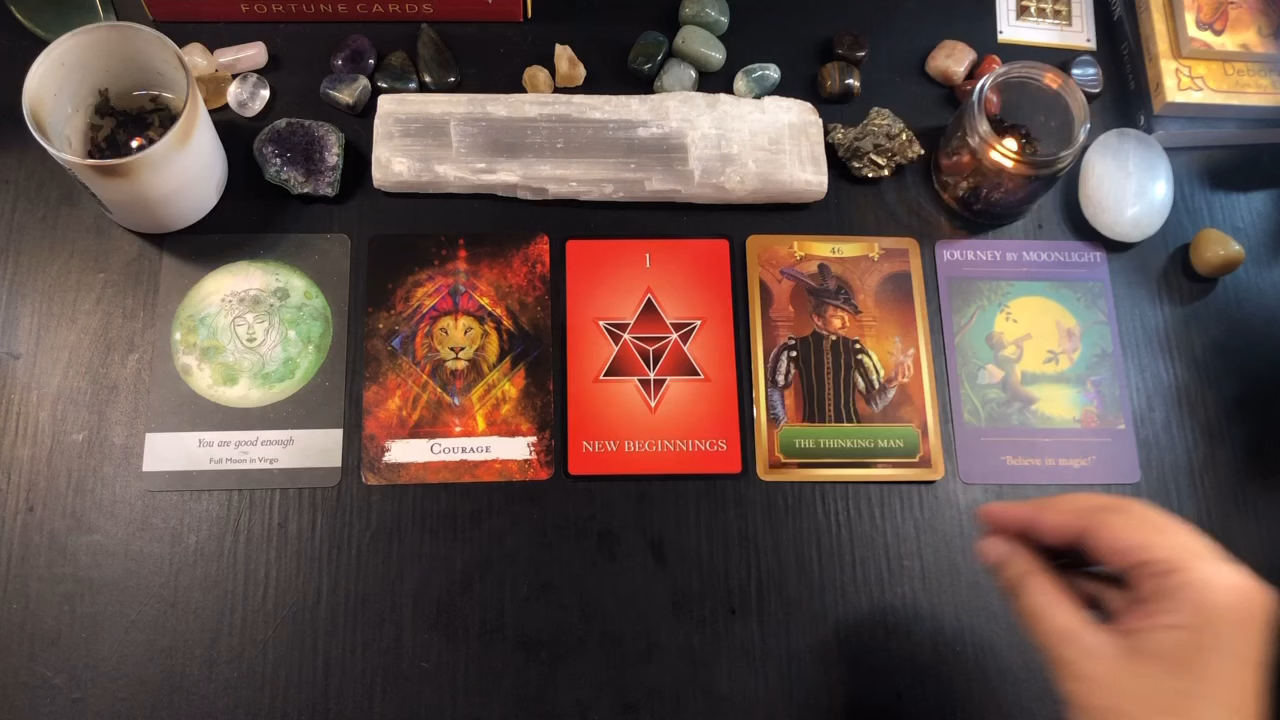 FORTUNE CARDS
You are good enough
Full Moon in Virgo
COURAGE
1
NEW BEGINNINGS
46
THE THINKING MAN
JOURNEY BY MOONLIGHT
"Believe in magic!"